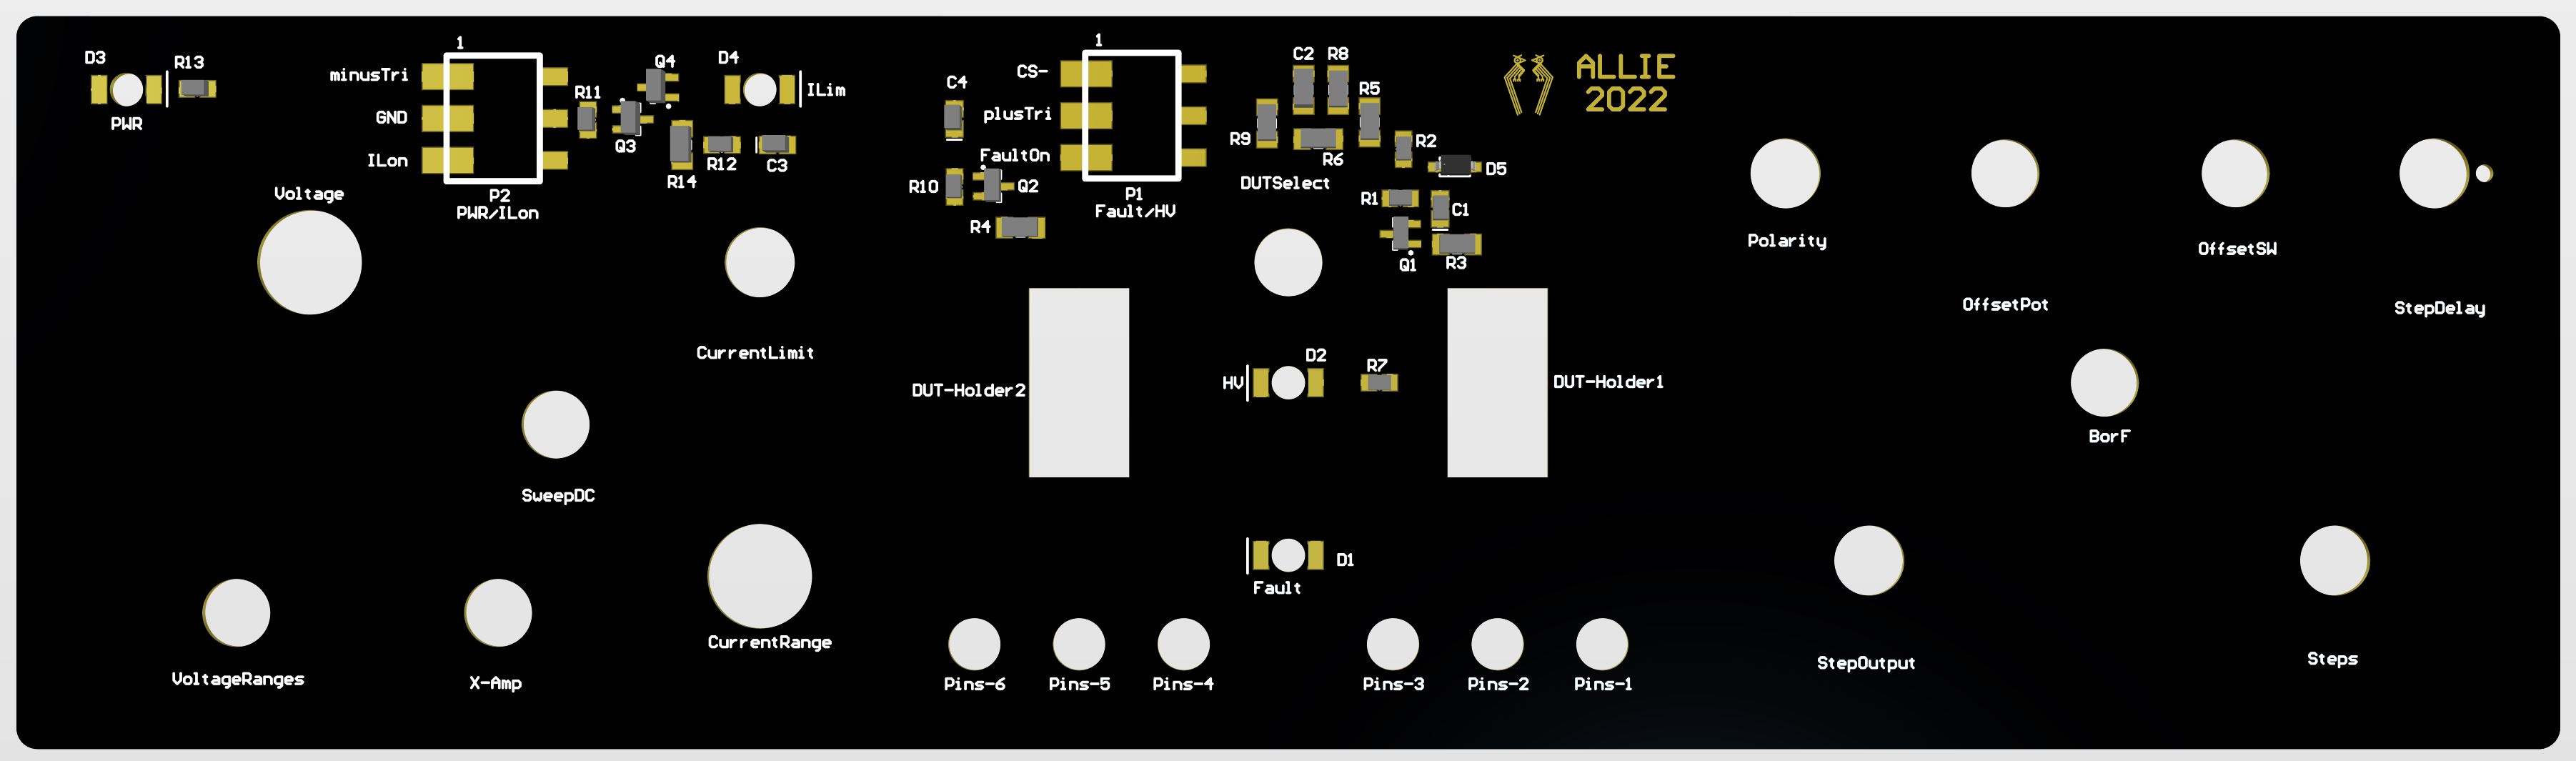 D3
R13
PWR
minusTri
GND
ILon
1
P2
PWR/ILon
R11
Q4
Q3
R14
R12
C3
D4
ILim
Voltage
CurrentLimit
SweepDC
CurrentRange
VoltageRanges
X-Amp
C4
R10
Q2
R4
CS-
plusTri
FaultOn
1
P1
Fault/HV
C2
R8
R5
R9
R6
R2
D5
DUTSelect
R1
C1
Q1
R3
ALLIE
2022
DUT-Holder2
HV
D2
R7
DUT-Holder1
D1
Fault
Pins-6
Pins-5
Pins-4
Pins-3
Pins-2
Pins-1
Polarity
OffsetPot
OffsetSW
StepDelay
BorF
StepOutput
Steps